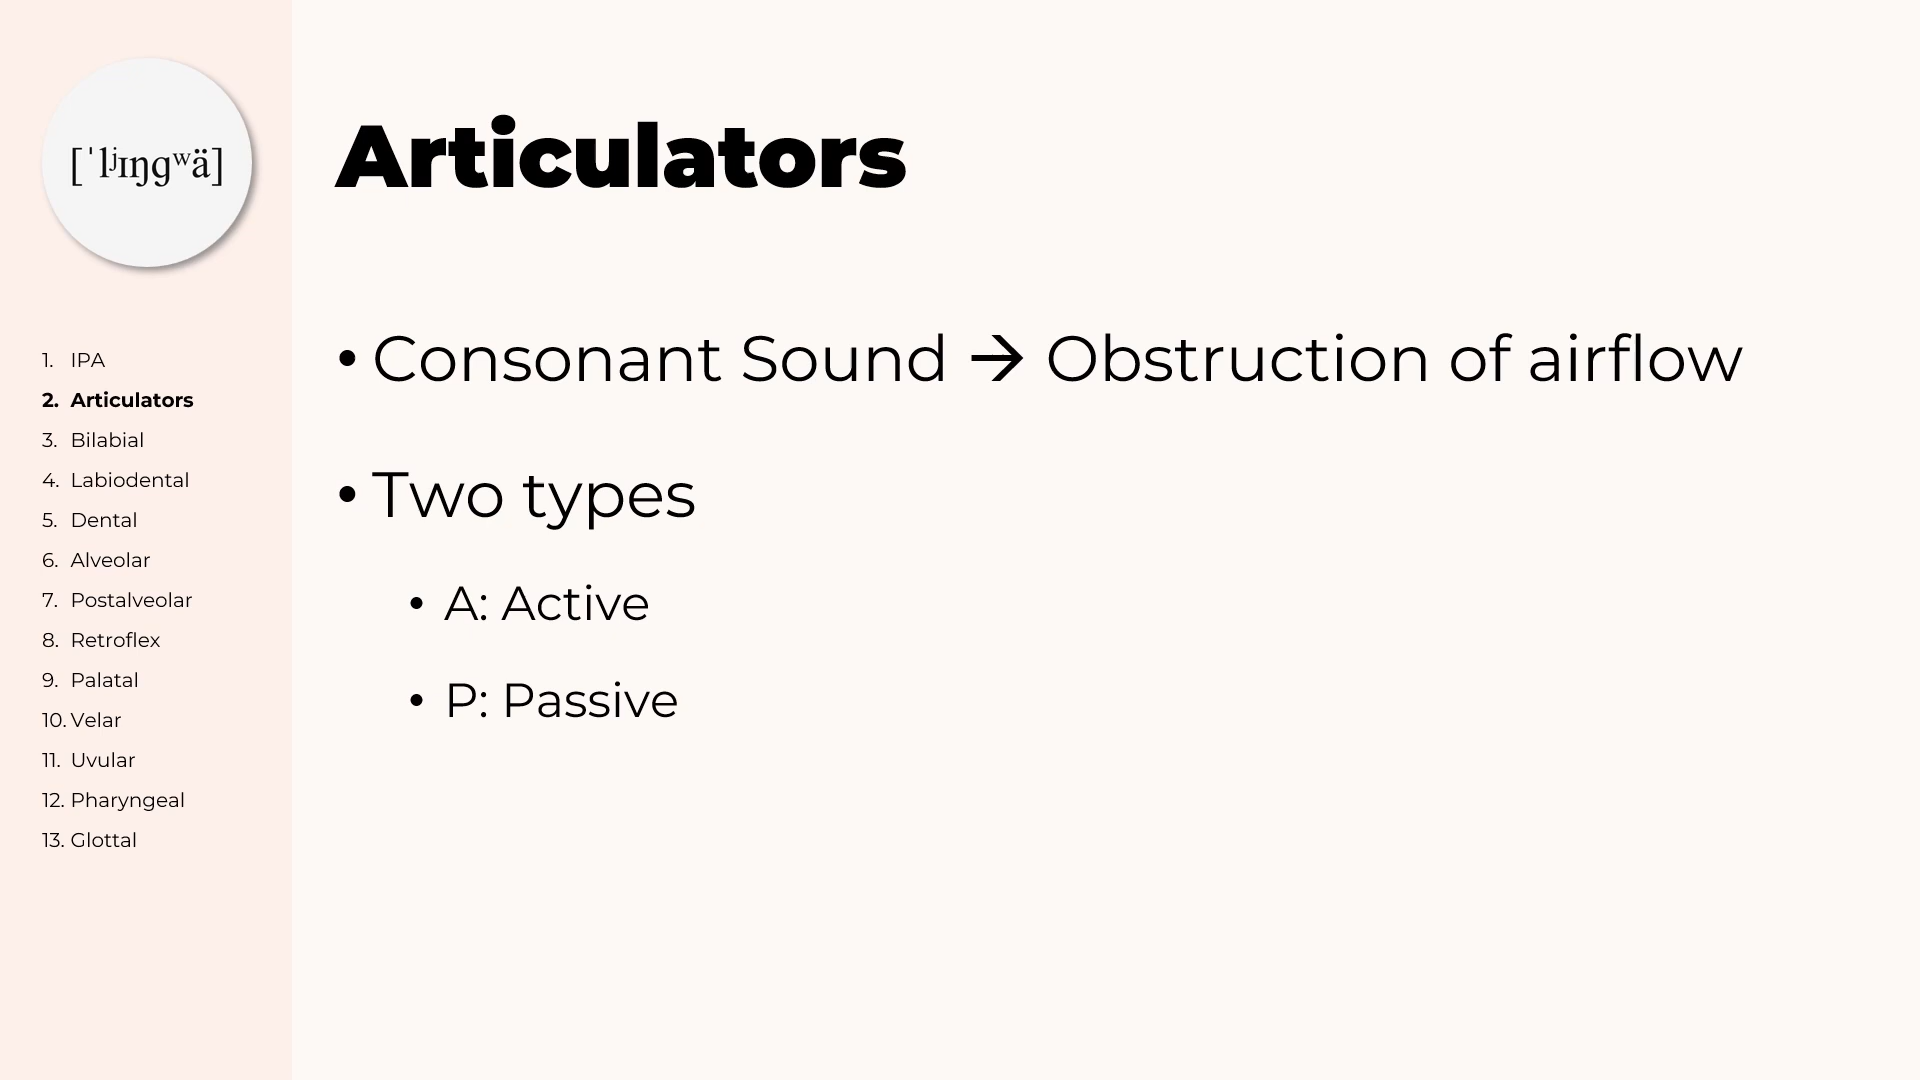 [ˈlʲɪŋɡʷä]
1. IPA
2. Articulators
3. Bilabial
4. Labiodental
5. Dental
6. Alveolar
7. Postalveolar
8. Retroflex
9. Palatal
10. Velar
11. Uvular
12. Pharyngeal
13. Glottal
Articulators
• Consonant Sound → Obstruction of airflow
• Two types
• A: Active
• P: Passive